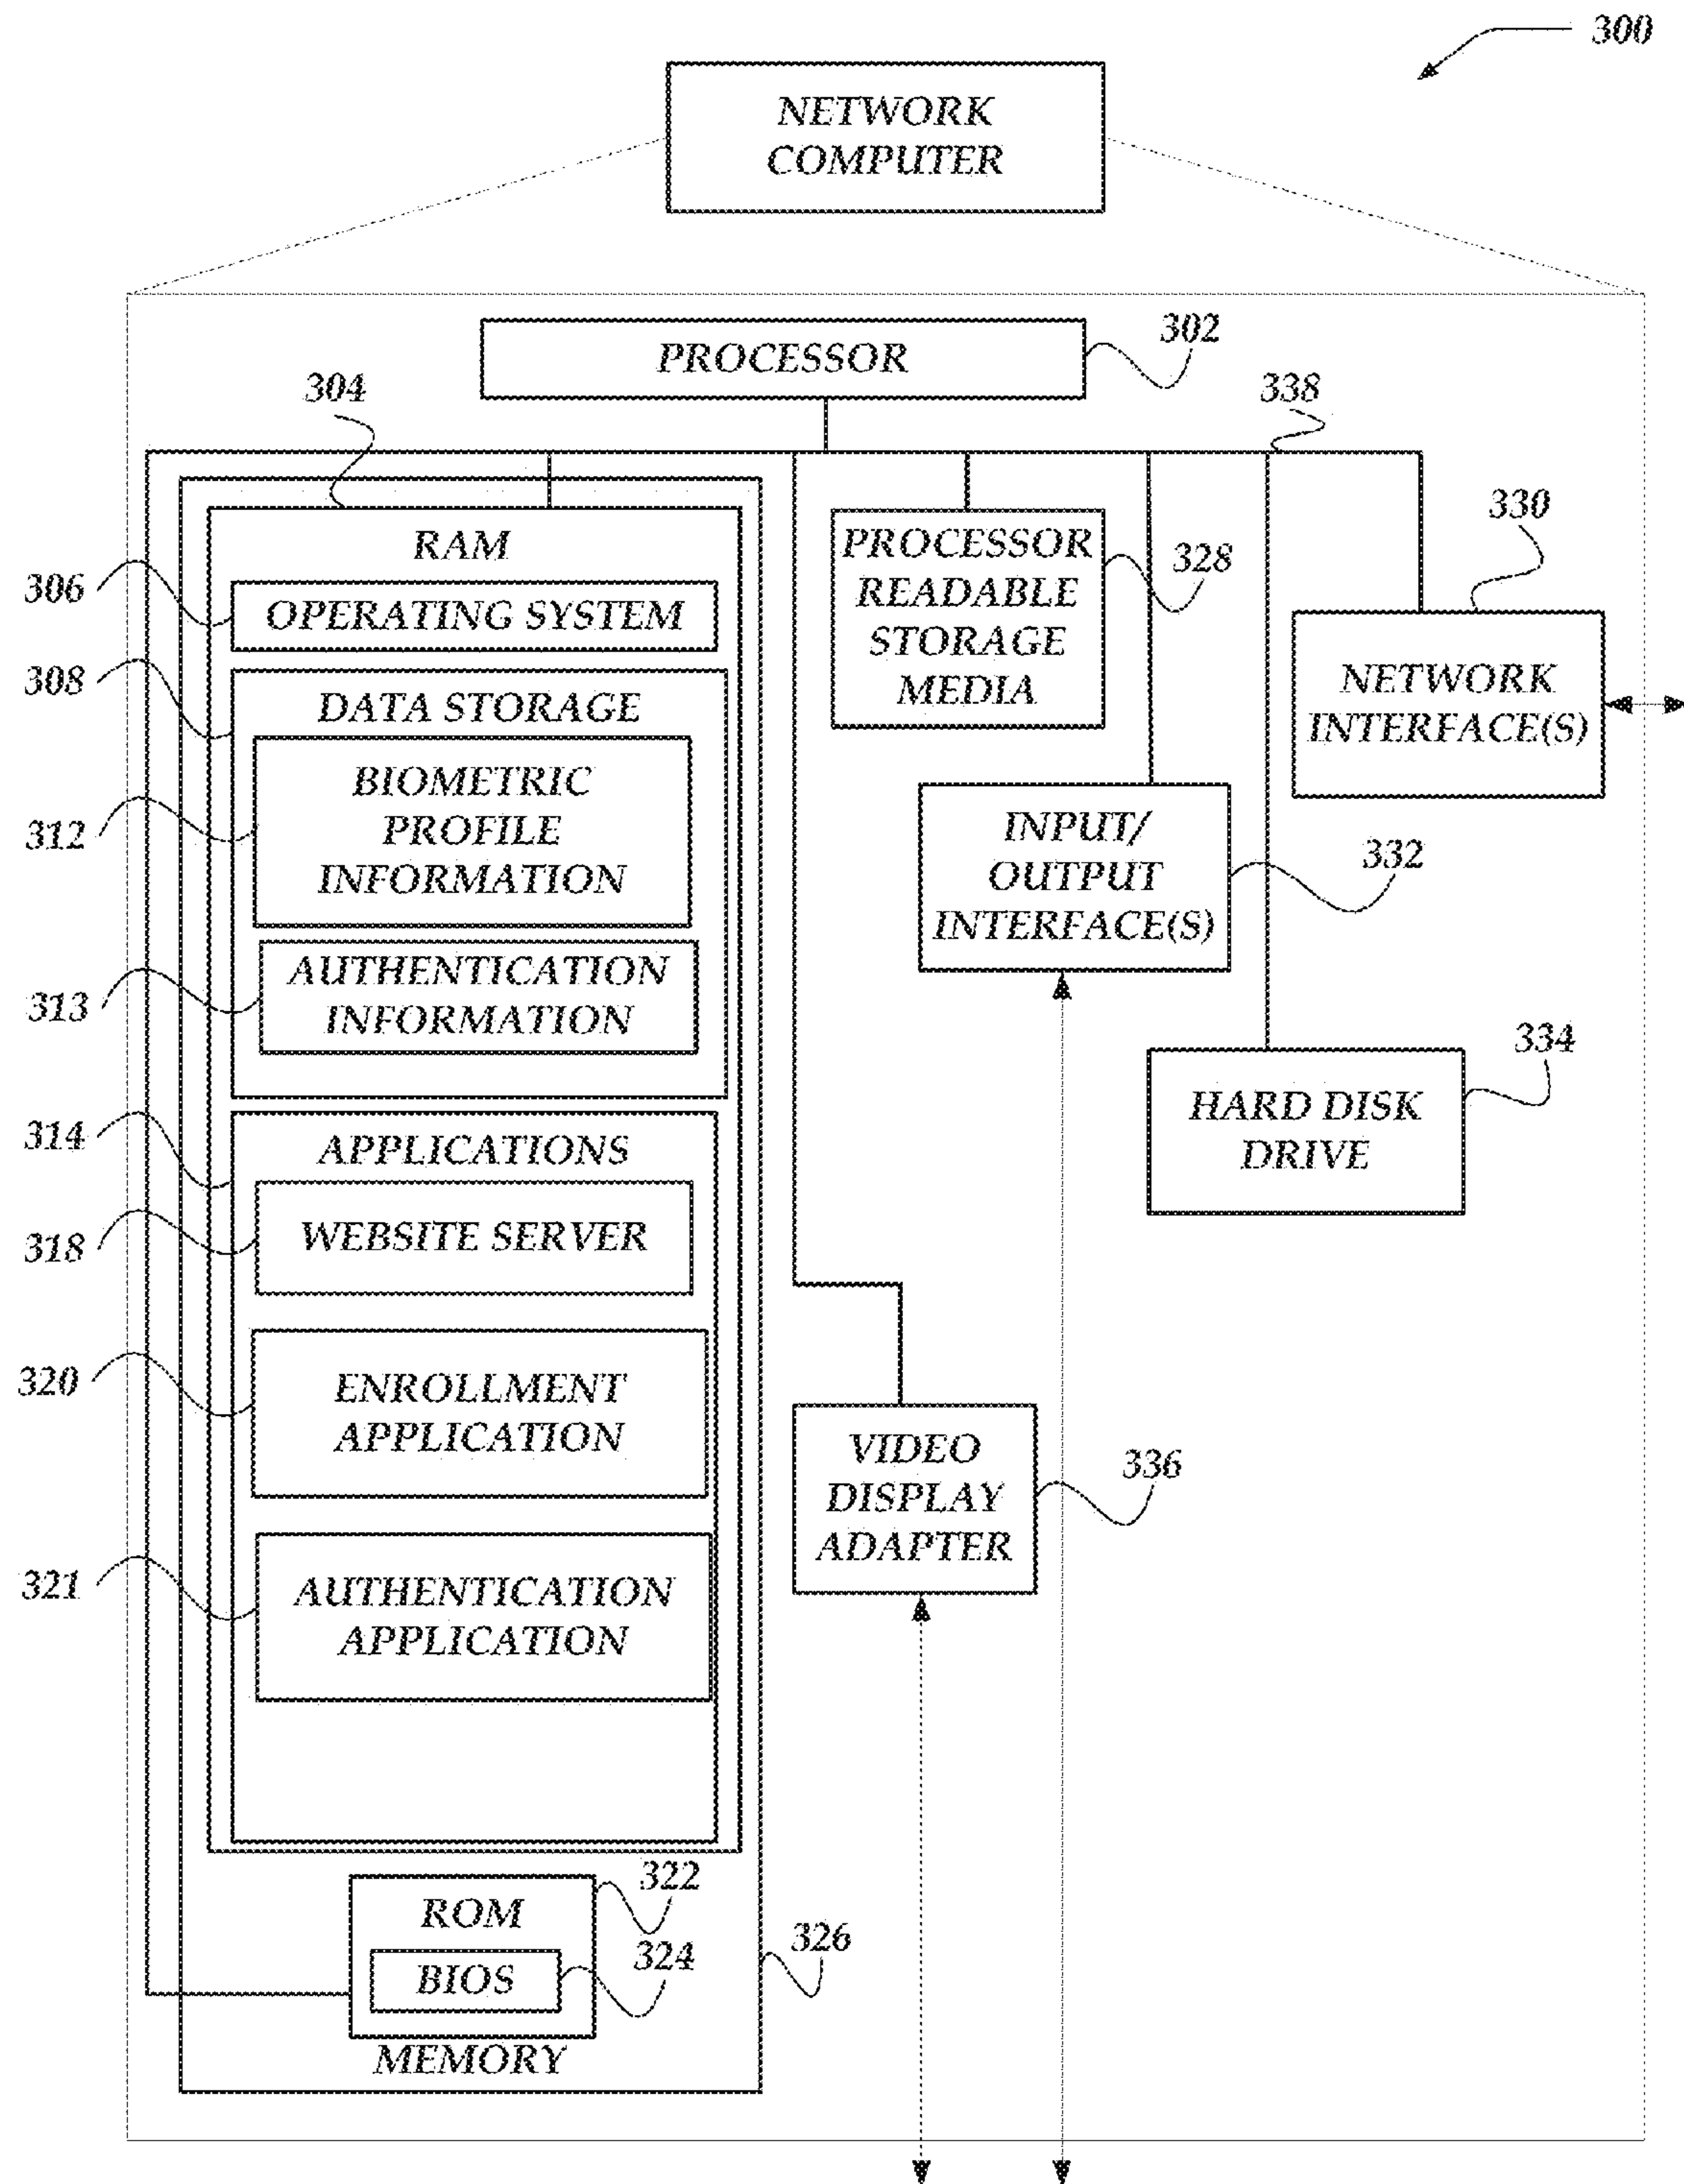 300
NETWORK
COMPUTER
PROCESSOR
302
304
338
RAM
306
OPERATING SYSTEM
308
DATA STORAGE
312
BIOMETRIC
PROFILE
INFORMATION
313
AUTHENTICATION
INFORMATION
314
APPLICATIONS
318
WEBSITE SERVER
320
ENROLLMENT
APPLICATION
321
AUTHENTICATION
APPLICATION
322
ROM
324
BIOS
326
MEMORY
PROCESSOR
READABLE
STORAGE
MEDIA
328
330
NETWORK
INTERFACE(S)
INPUT/
OUTPUT
INTERFACE(S)
332
334
HARD DISK
DRIVE
VIDEO
DISPLAY
ADAPTER
336